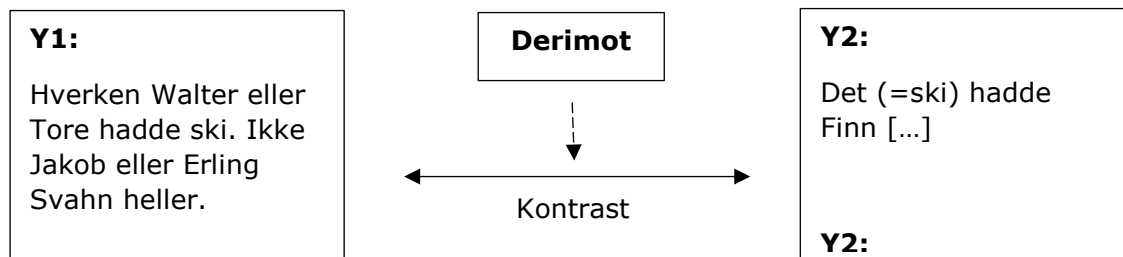 Y1:
Hverken Walter eller
Tore hadde ski. Ikke
Jakob eller Erling
Svahn heller.
Derimot
Kontrast
Y2:
Det (=ski) hadde
Finn […]
Y2: